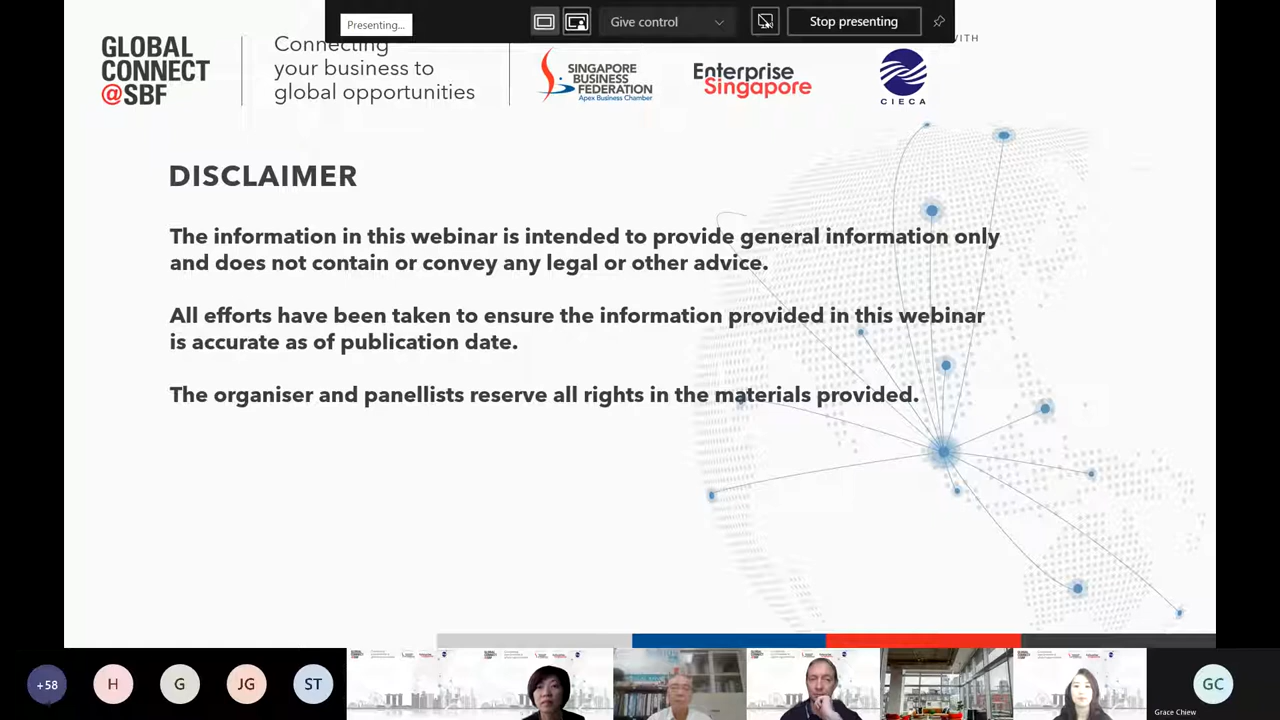 Presenting...
Give control
Stop presenting
GLOBAL
CONNECT
@SBF
Connecting
your business to
global opportunities
SINGAPORE
BUSINESS
FEDERATION
Apex Business Chamber
Enterprise
Singapore
WITH
CIECA
DISCLAIMER
The information in this webinar is intended to provide general information only
and does not contain or convey any legal or other advice.
All efforts have been taken to ensure the information provided in this webinar
is accurate as of publication date.
The organiser and panellists reserve all rights in the materials provided.
+58
H
G
JG
ST
GC
Grace Chiew